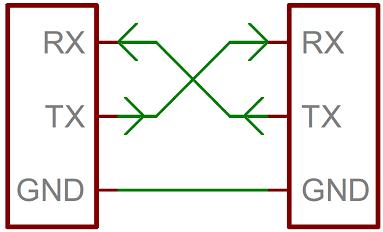 RX RX
TX TX
GND GND